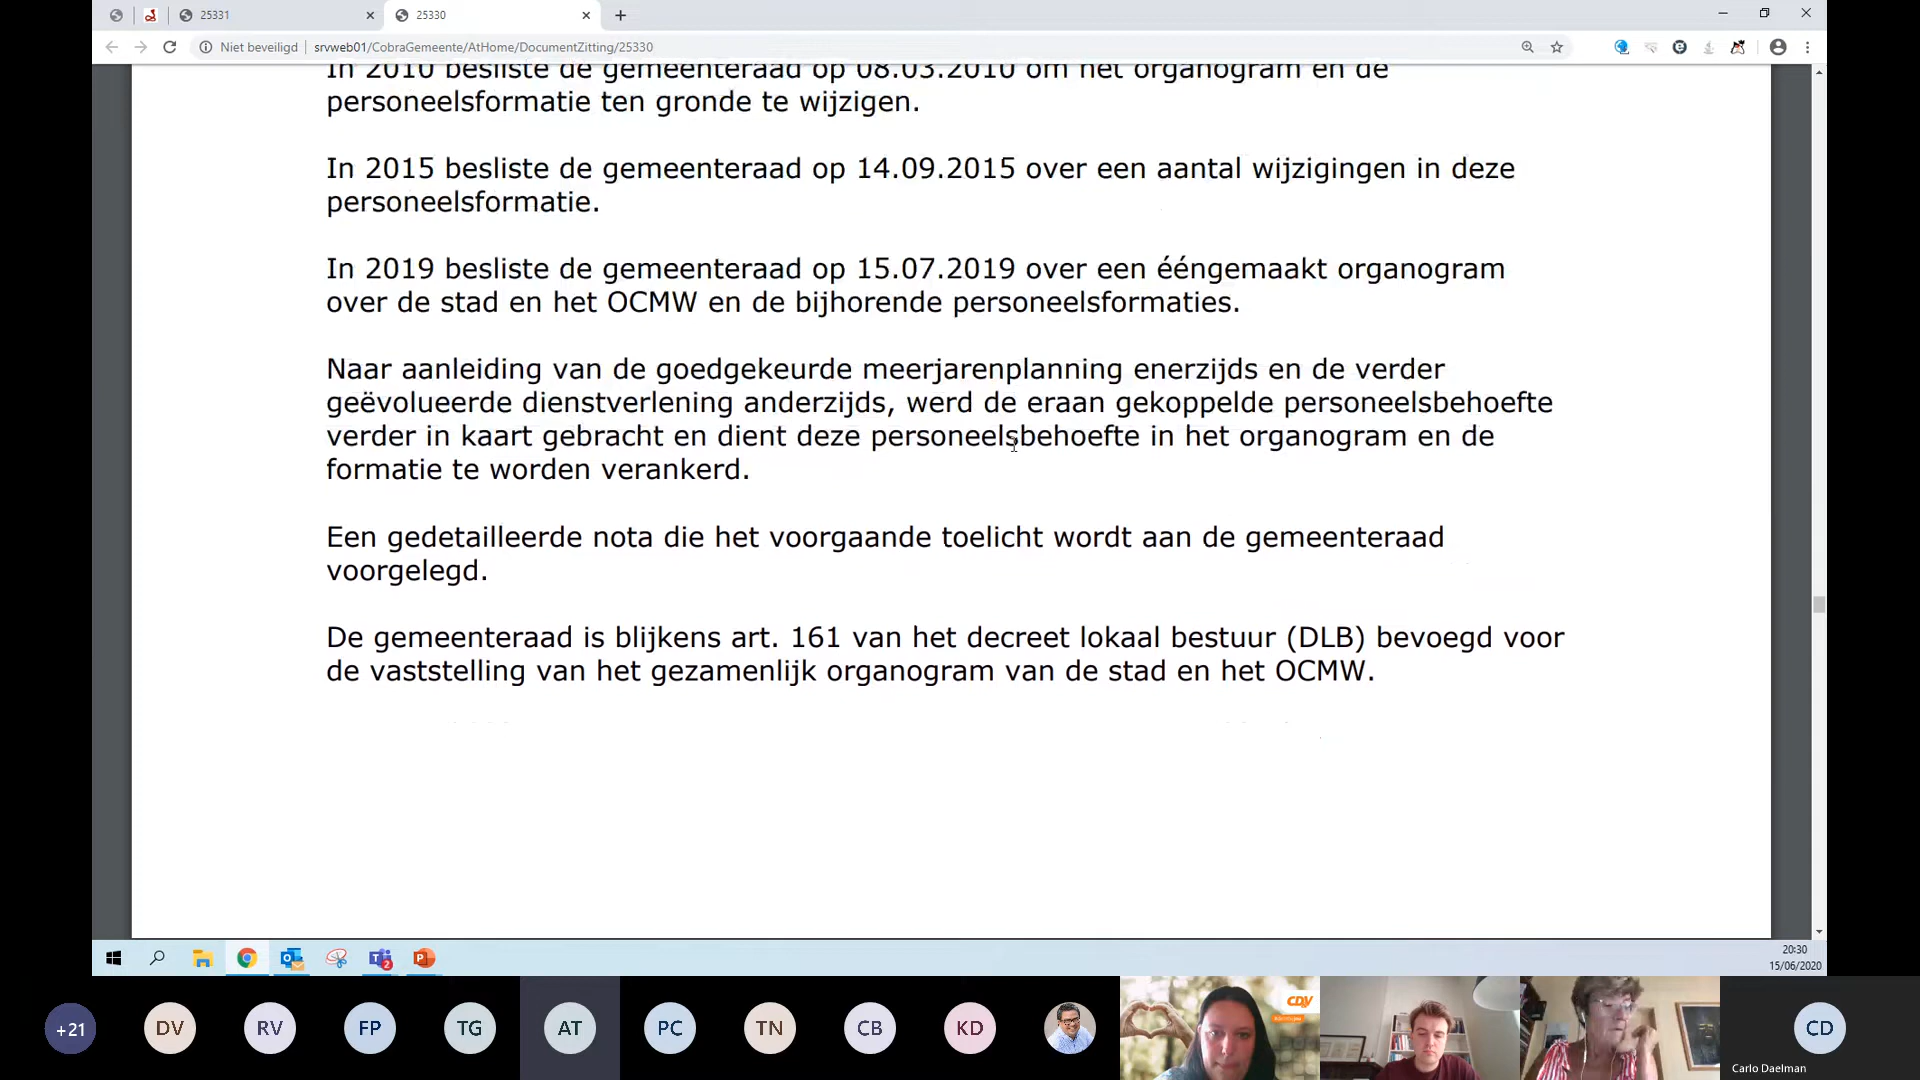 25331
25330
Niet beveiligd
srvweb01/CobraGemeente/AtHome/DocumentZitting/25330
In 2010 besliste de gemeenteraad op 08.03.2010 om het organogram en de
personeelsformatie ten gronde te wijzigen.
In 2015 besliste de gemeenteraad op 14.09.2015 over een aantal wijzigingen in deze
personeelsformatie.
In 2019 besliste de gemeenteraad op 15.07.2019 over een ééngemaakt organogram
over de stad en het OCMW en de bijhorende personeelsformaties.
Naar aanleiding van de goedgekeurde meerjarenplanning enerzijds en de verder
geëvolueerde dienstverlening anderzijds, werd de eraan gekoppelde personeelsbehoefte
verder in kaart gebracht en dient deze personeelsbehoefte in het organogram en de
formatie te worden verankerd.
Een gedetailleerde nota die het voorgaande toelicht wordt aan de gemeenteraad
voorgelegd.
De gemeenteraad is blijkens art. 161 van het decreet lokaal bestuur (DLB) bevoegd voor
de vaststelling van het gezamenlijk organogram van de stad en het OCMW.
20:30
15/06/2020
+21
DV
RV
FP
TG
AT
PC
TN
CB
KD
CD&V
CD
Carlo Daelman